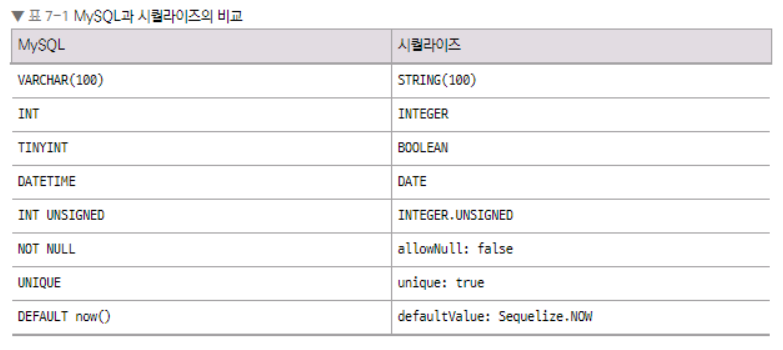 ▼ 표 7-1 MySQL과 시퀄라이즈의 비교
MySQL 시퀄라이즈
VARCHAR(100) STRING(100)
INT INTEGER
TINYINT BOOLEAN
DATETIME DATE
INT UNSIGNED INTEGER.UNSIGNED
NOT NULL allowNull: false
UNIQUE unique: true
DEFAULT now() defaultValue: Sequelize.NOW